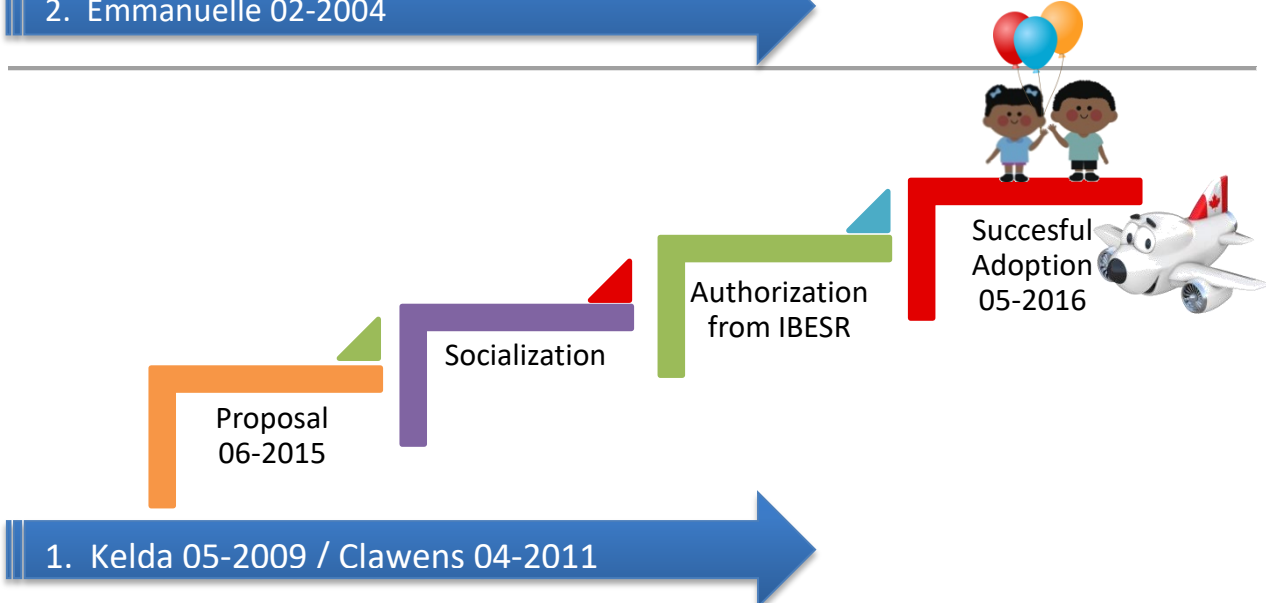 2. Emmanuelle 02-2004
Succesful
Adoption
05-2016
Authorization
from IBESR
Socialization
Proposal
06-2015
1. Kelda 05-2009 / Clawens 04-2011